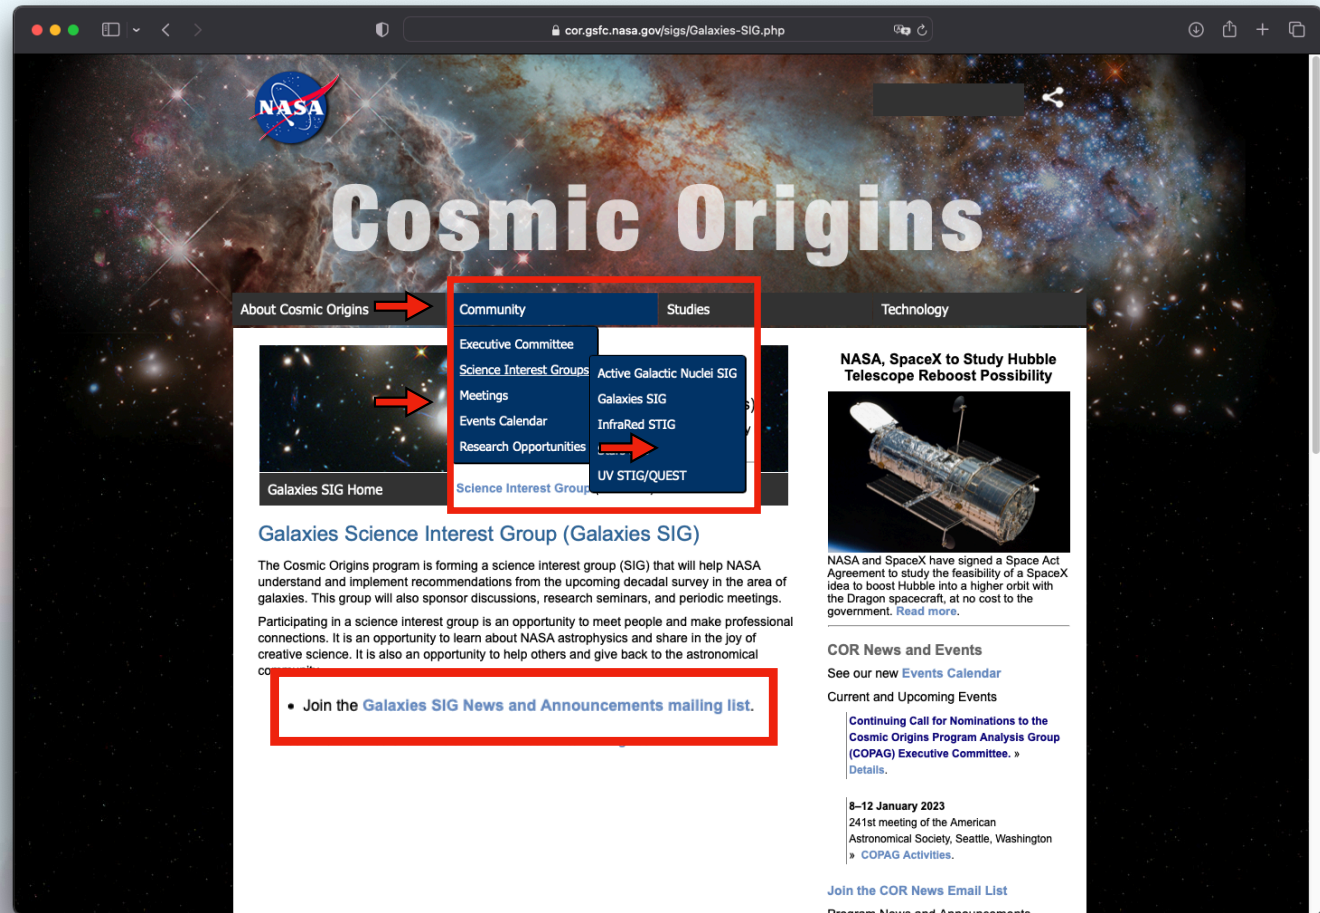 cor.gsfc.nasa.gov/sigs/Galaxies-SIG.php
NASA
Cosmic Origins
About Cosmic Origins
Community
Studies
Technology
Executive Committee
Science Interest Groups
Meetings
Events Calendar
Research Opportunities
Active Galactic Nuclei SIG
Galaxies SIG
InfraRed STIG
UV STIG/QUEST
Galaxies SIG Home
Science Interest Group
Galaxies Science Interest Group (Galaxies SIG)
The Cosmic Origins program is forming a science interest group (SIG) that will help NASA
understand and implement recommendations from the upcoming decadal survey in the area of
galaxies. This group will also sponsor discussions, research seminars, and periodic meetings.
Participating in a science interest group is an opportunity to meet people and make professional
connections. It is an opportunity to learn about NASA astrophysics and share in the joy of
creative science. It is also an opportunity to help others and give back to the astronomical
• Join the Galaxies SIG News and Announcements mailing list.
NASA, SpaceX to Study Hubble
Telescope Reboost Possibility
NASA and SpaceX have signed a Space Act
Agreement to study the feasibility of a SpaceX
idea to boost Hubble into a higher orbit with
the Dragon spacecraft, at no cost to the
government. Read more.
COR News and Events
See our new Events Calendar
Current and Upcoming Events
Continuing Call for Nominations to the
Cosmic Origins Program Analysis Group
(COPAG) Executive Committee. »
Details.
8–12 January 2023
241st meeting of the American
Astronomical Society, Seattle, Washington
» COPAG Activities.
Join the COR News Email List
Program News and Announcements